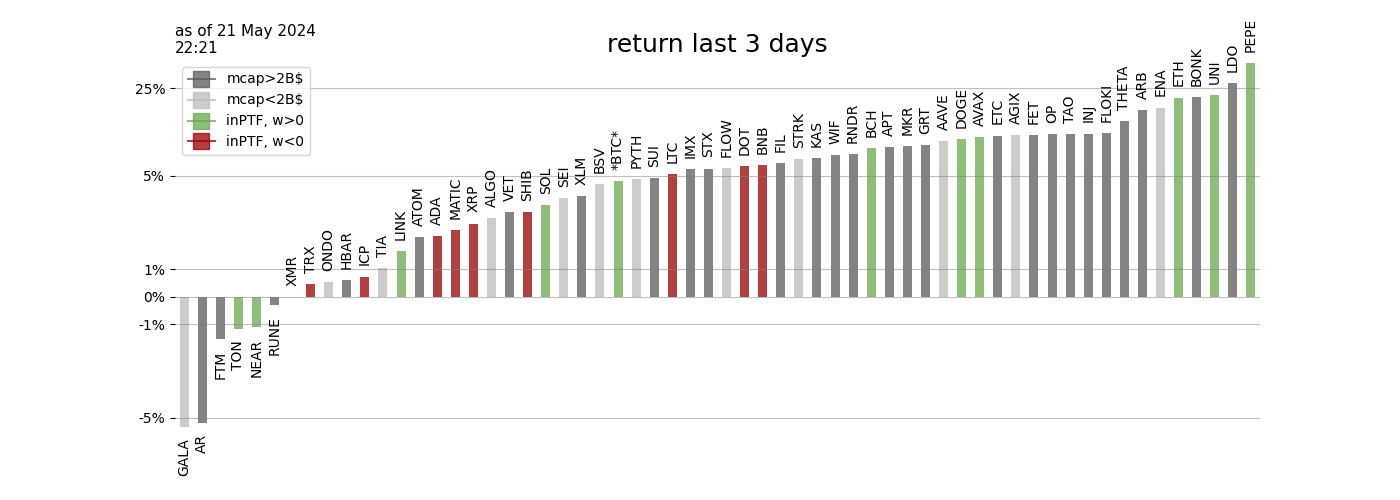 as of 21 May 2024
22:21
return last 3 days
mcap>2B$
mcap<2B$
inPTF, w>0
inPTF, w<0
25%
5%
1%
0%
-1%
-5%
GALA
AR
FTM
TON
NEAR
RUNE
XMR
TRX
ONDO
HBAR
ICP
TIA
LINK
ATOM
ADA
MATIC
XRP
ALGO
VET
SHIB
SOL
SEI
XLM
BSV
*BTC*
PYTH
SUI
LTC
IMX
STX
FLOW
DOT
BNB
FIL
STRK
KAS
WIF
RNDR
BCH
APT
MKR
GRT
AAVE
DOGE
AVAX
ETC
AGIX
FET
OP
TAO
INJ
FLOKI
THETA
ARB
ENA
ETH
BONK
UNI
LDO
PEPE